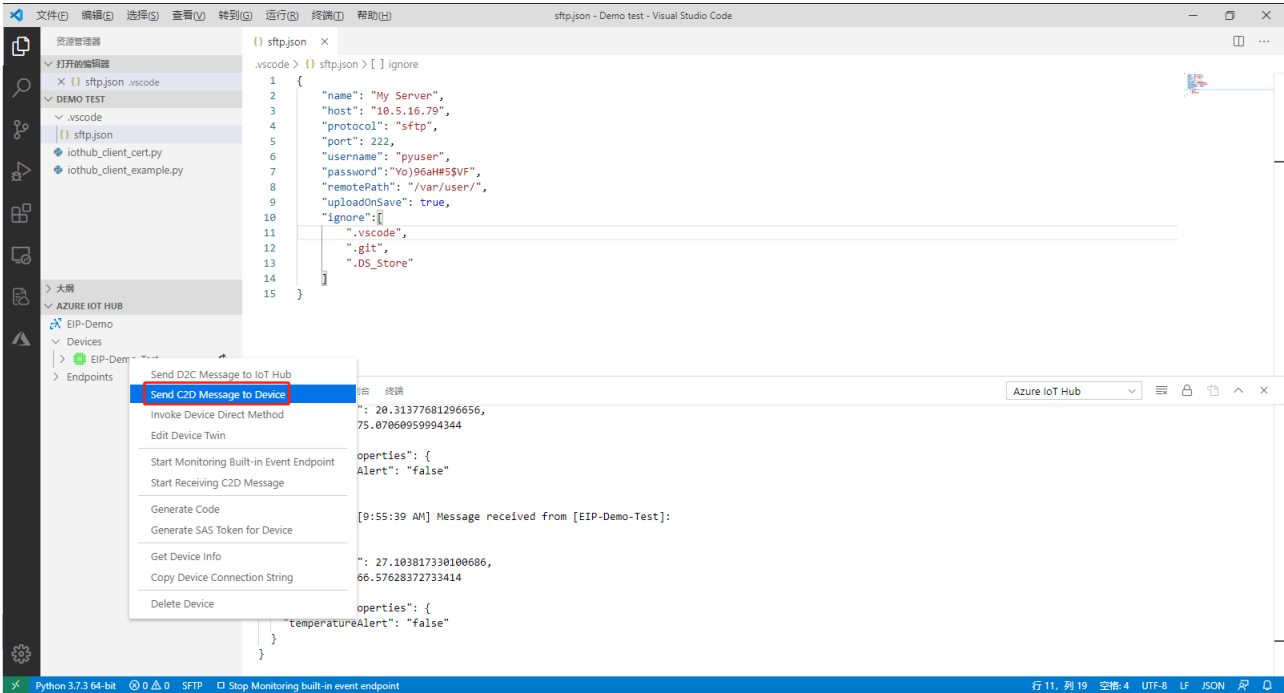 文件(F) 编辑(E) 选择(S) 查看(V) 转到(G) 运行(R) 终端(T) 帮助(H)
sftp.json - Demo test - Visual Studio Code
资源管理器
打开的编辑器
{} sftp.json .vscode
DEMO TEST
.vscode
{} sftp.json
iothub_client_cert.py
iothub_client_example.py
大纲
AZURE IOT HUB
EIP-Demo
Devices
EIP-Demo-Test
Endpoints
{} sftp.json
.vscode > {} sftp.json > [ ] ignore
1 {
2 "name": "My Server",
3 "host": "10.5.16.79",
4 "protocol": "sftp",
5 "port": 222,
6 "username": "pyuser",
7 "password":"Yo)96aH#5$VF",
8 "remotePath": "/var/user/",
9 "uploadOnSave": true,
10 "ignore":[
11 ".vscode",
12 ".git",
13 ".DS_Store"
14 ]
15 }
Send D2C Message to IoT Hub
Send C2D Message to Device
Invoke Device Direct Method
Edit Device Twin
Start Monitoring Built-in Event Endpoint
Start Receiving C2D Message
Generate Code
Generate SAS Token for Device
Get Device Info
Copy Device Connection String
Delete Device
台 终端
Azure IoT Hub
": 20.31377681296656,
75.07060959994344
operties": {
Alert": "false"
[9:55:39 AM] Message received from [EIP-Demo-Test]:
": 27.103817330100686,
66.57628372733414
operties": {
"temperatureAlert": "false"
}
}
Python 3.7.3 64-bit 0 0 SFTP Stop Monitoring built-in event endpoint
行 11，列 19 空格: 4 UTF-8 LF JSON